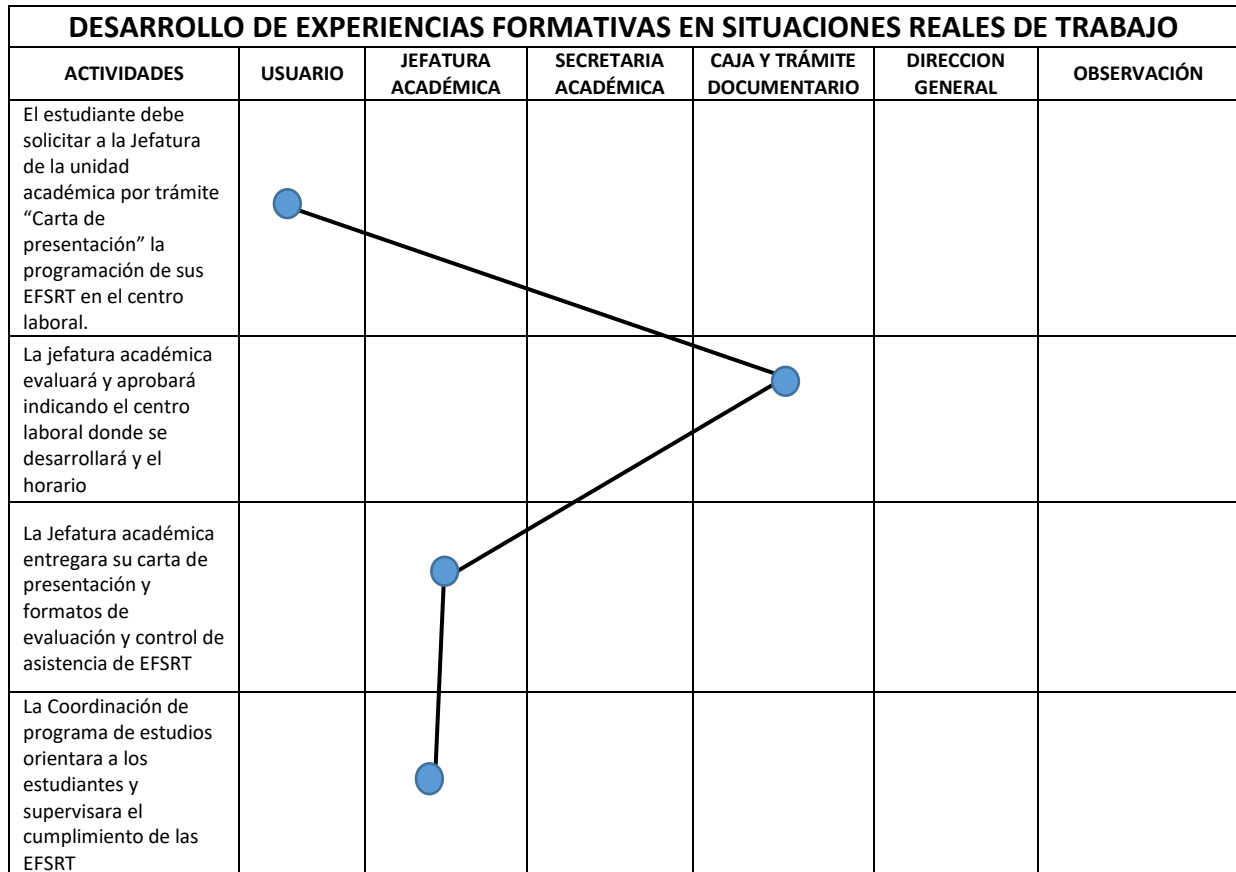 DESARROLLO DE EXPERIENCIAS FORMATIVAS EN SITUACIONES REALES DE TRABAJO
ACTIVIDADES
USUARIO
JEFATURA
ACADÉMICA
SECRETARIA
ACADÉMICA
CAJA Y TRÁMITE
DOCUMENTARIO
DIRECCION
GENERAL
OBSERVACIÓN
El estudiante debe
solicitar a la Jefatura
de la unidad
académica por trámite
“Carta de
presentación” la
programación de sus
EFSRT en el centro
laboral.
La jefatura académica
evaluará y aprobará
indicando el centro
laboral donde se
desarrollará y el
horario
La Jefatura académica
entregara su carta de
presentación y
formatos de
evaluación y control de
asistencia de EFSRT
La Coordinación de
programa de estudios
orientara a los
estudiantes y
supervisara el
cumplimiento de las
EFSRT